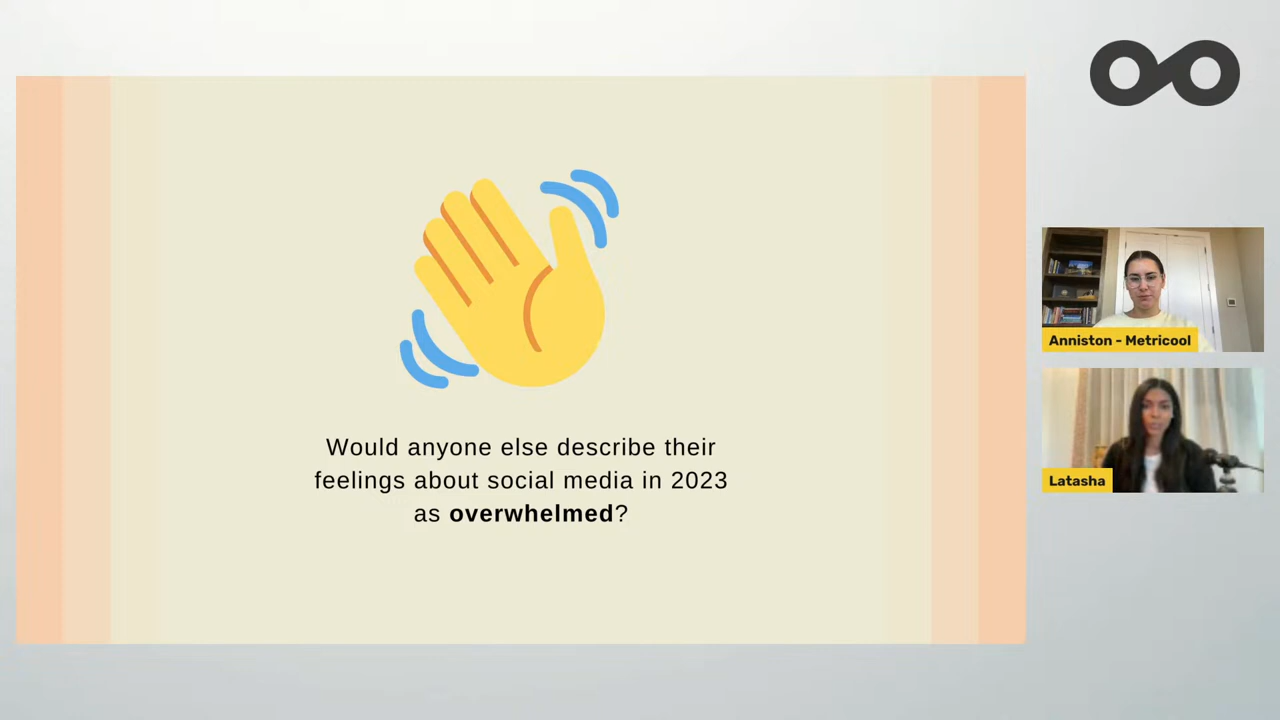 Would anyone else describe their
feelings about social media in 2023
as overwhelmed?
Anniston - Metricool
Latasha